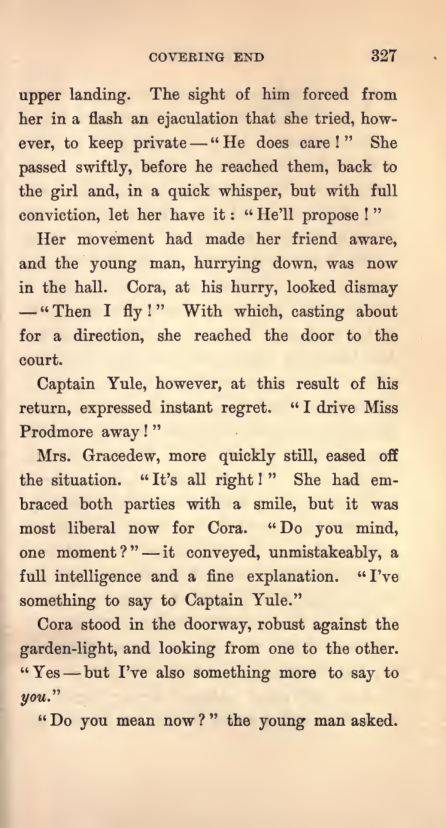 COVERING END 327
upper landing. The sight of him forced from
her in a flash an ejaculation that she tried, how-
ever, to keep private — “He does care!” She
passed swiftly, before he reached them, back to
the girl and, in a quick whisper, but with full
conviction, let her have it: “He’ll propose!”
Her movement had made her friend aware,
and the young man, hurrying down, was now
in the hall. Cora, at his hurry, looked dismay
— “Then I fly!” With which, casting about
for a direction, she reached the door to the
court.
Captain Yule, however, at this result of his
return, expressed instant regret. “I drive Miss
Prodmore away!”
Mrs. Gracedew, more quickly still, eased off
the situation. “It’s all right!” She had em-
braced both parties with a smile, but it was
most liberal now for Cora. “Do you mind,
one moment?” — it conveyed, unmistakeably, a
full intelligence and a fine explanation. “I’ve
something to say to Captain Yule.”
Cora stood in the doorway, robust against the
garden-light, and looking from one to the other.
“Yes — but I’ve also something more to say to
you.”
“Do you mean now?” the young man asked.